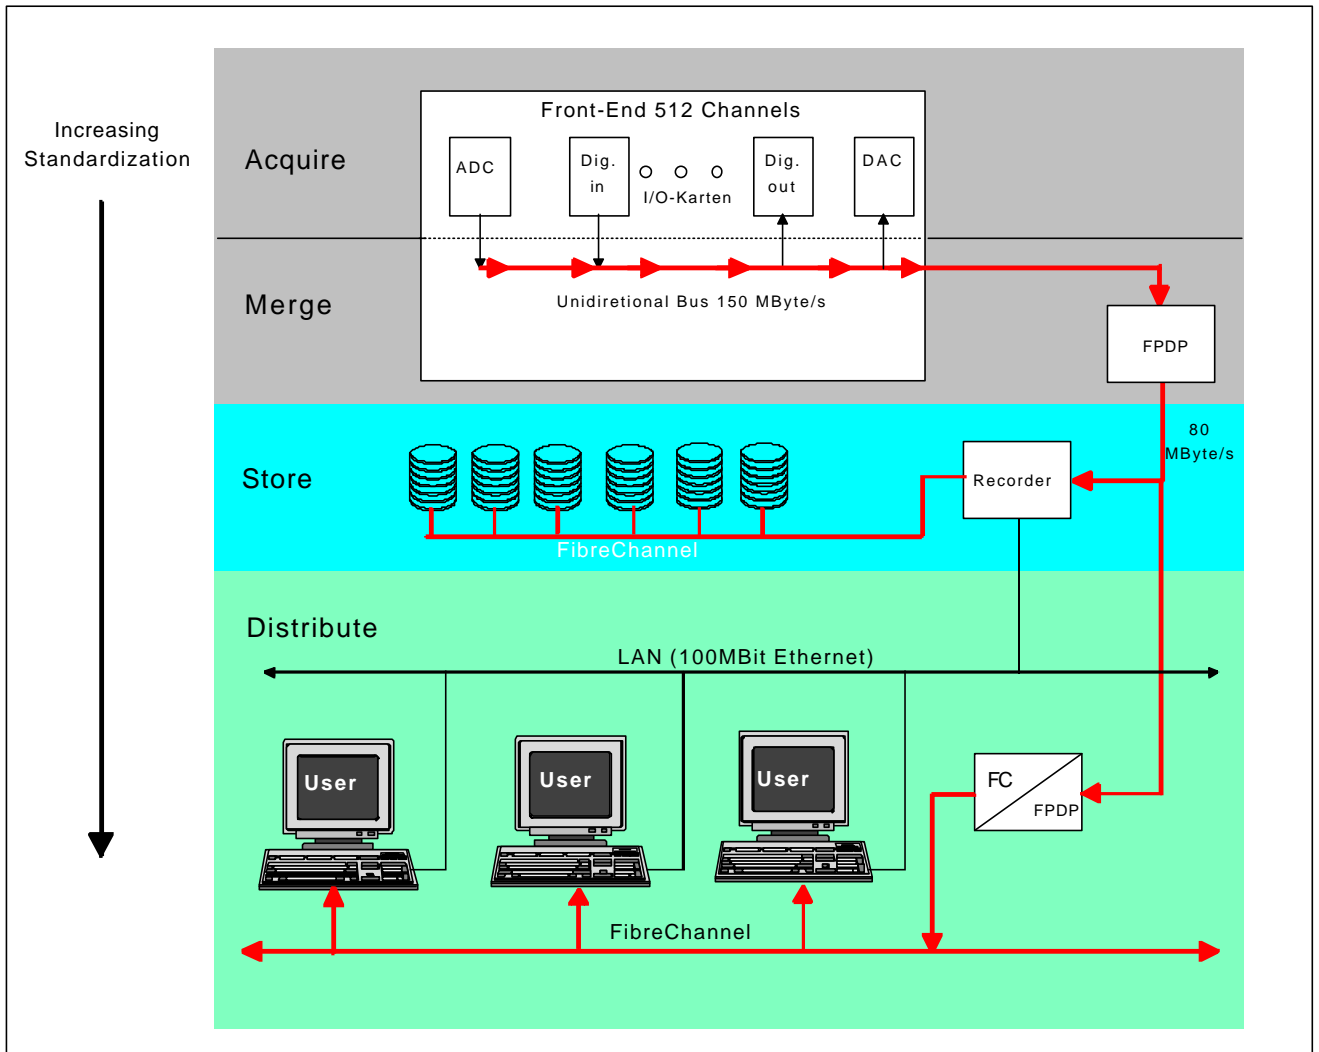 Increasing
Standardization
Acquire
Front-End 512 Channels
ADC
Dig.
in
I/O-Karten
Dig.
out
DAC
Merge
Unidiretional Bus 150 MByte/s
FPDP
80
MByte/s
Store
Recorder
FibreChannel
Distribute
LAN (100MBit Ethernet)
User
User
User
FC
FPDP
FibreChannel